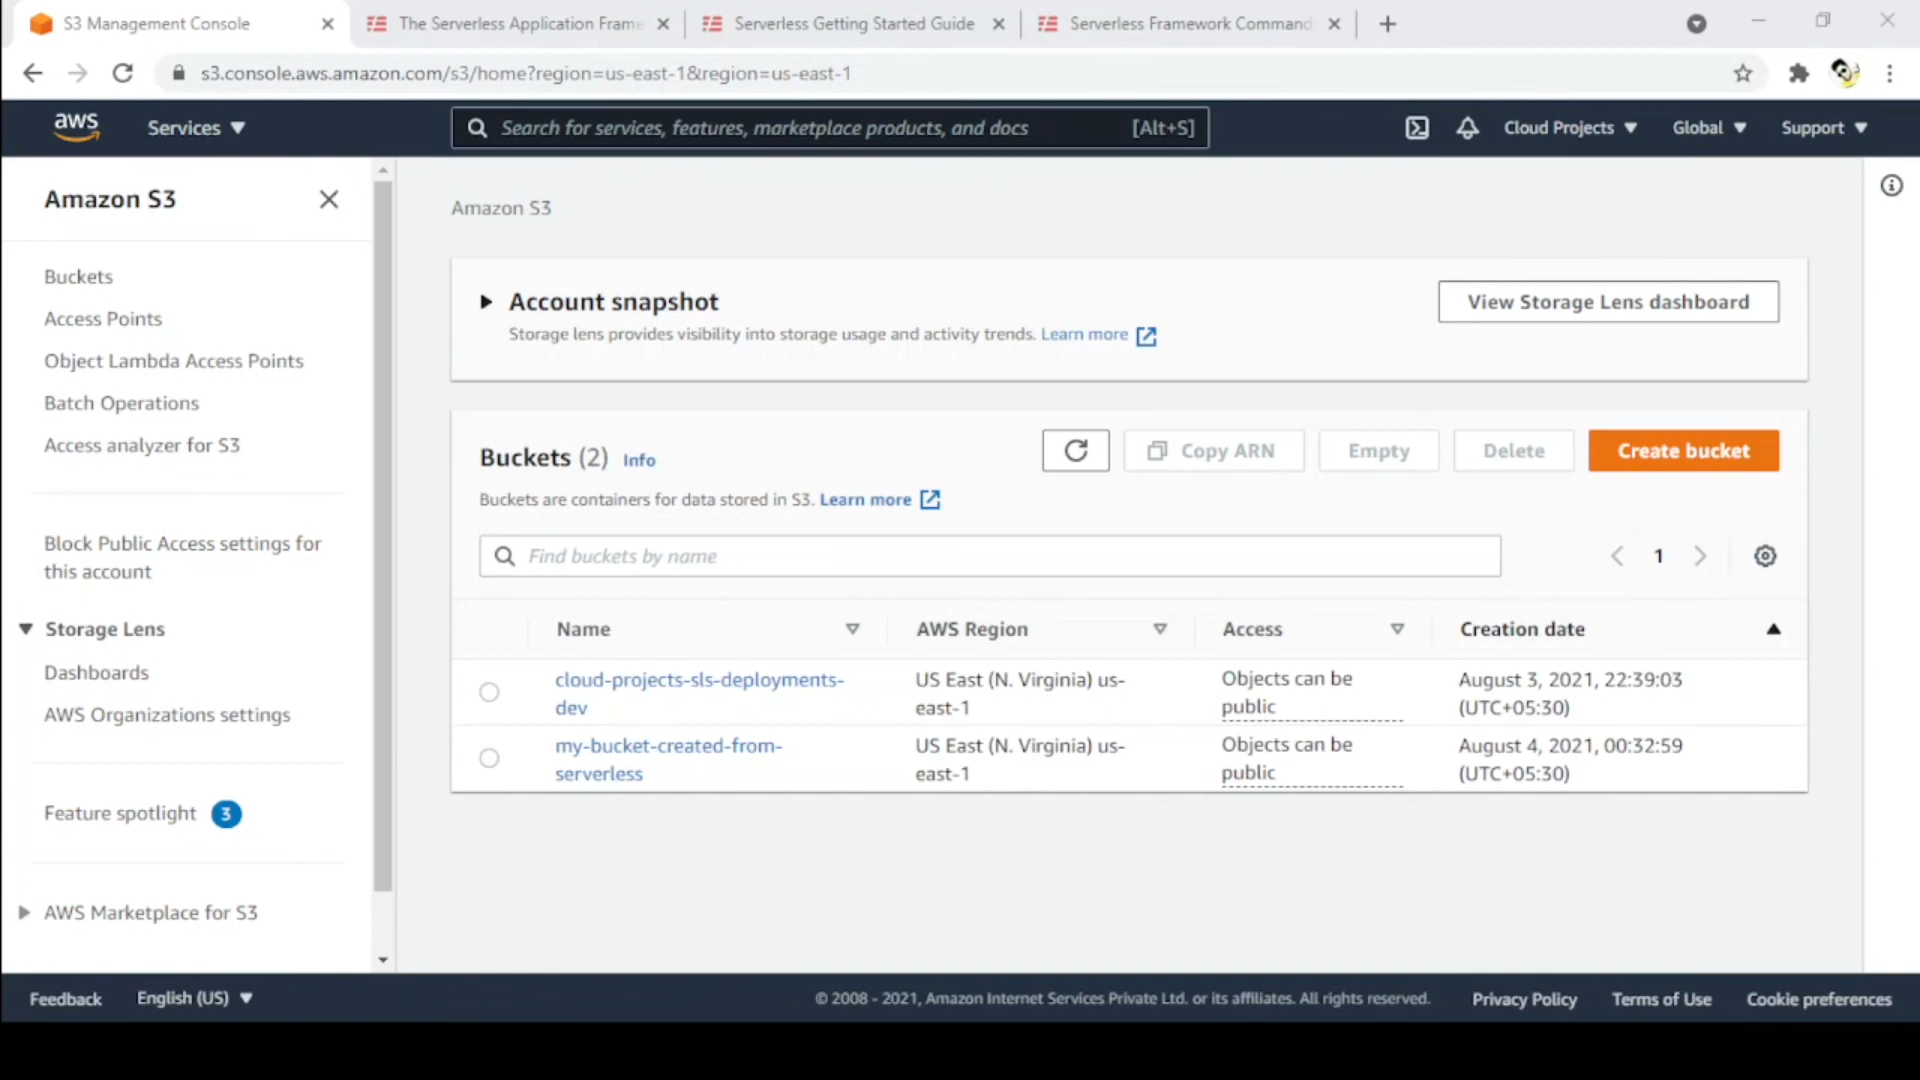 S3 Management Console
The Serverless Application Frame
Serverless Getting Started Guide
Serverless Framework Command
s3.console.aws.amazon.com/s3/home?region=us-east-1&region=us-east-1
aws
Services
Search for services, features, marketplace products, and docs
[Alt+S]
Cloud Projects
Global
Support
Amazon S3
Buckets
Access Points
Object Lambda Access Points
Batch Operations
Access analyzer for S3
Block Public Access settings for
this account
Storage Lens
Dashboards
AWS Organizations settings
Feature spotlight 3
AWS Marketplace for S3
Amazon S3
Account snapshot
Storage lens provides visibility into storage usage and activity trends. Learn more
View Storage Lens dashboard
Buckets (2) Info
Buckets are containers for data stored in S3. Learn more
Copy ARN
Empty
Delete
Create bucket
Find buckets by name
1
Name
AWS Region
Access
Creation date
cloud-projects-sls-deployments-
dev
US East (N. Virginia) us-
east-1
Objects can be
public
August 3, 2021, 22:39:03
(UTC+05:30)
my-bucket-created-from-
serverless
US East (N. Virginia) us-
east-1
Objects can be
public
August 4, 2021, 00:32:59
(UTC+05:30)
Feedback
English (US)
© 2008 - 2021, Amazon Internet Services Private Ltd. or its affiliates. All rights reserved.
Privacy Policy
Terms of Use
Cookie preferences